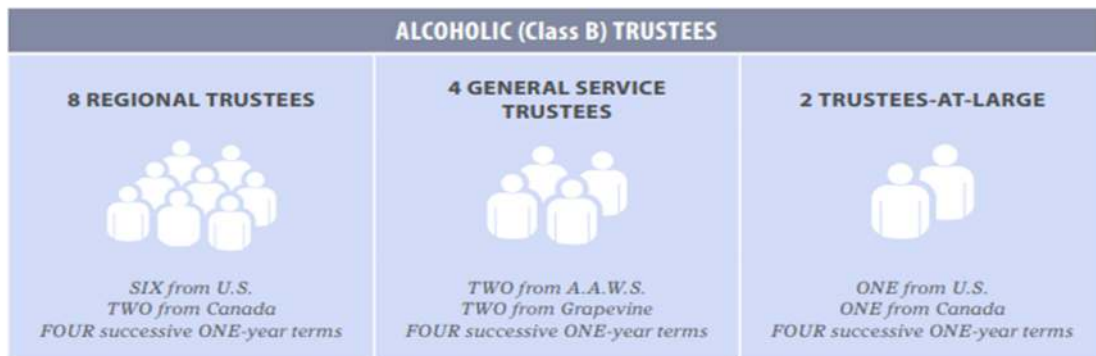 ALCOHOLIC (Class B) TRUSTEES
8 REGIONAL TRUSTEES
SIX from U.S.
TWO from Canada
FOUR successive ONE-year terms
4 GENERAL SERVICE
TRUSTEES
TWO from A.A.W.S.
TWO from Grapevine
FOUR successive ONE-year terms
2 TRUSTEES-AT-LARGE
ONE from U.S.
ONE from Canada
FOUR successive ONE-year terms